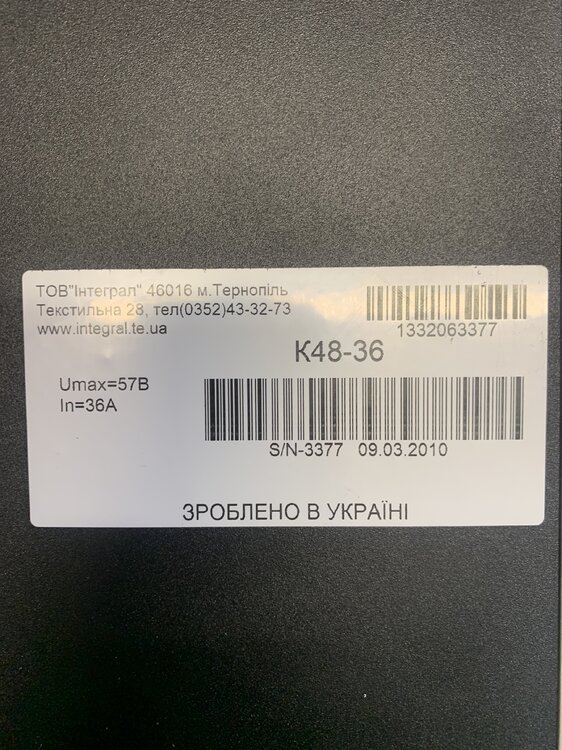 ТОВ"Інтеграл" 46016 м.Тернопіль
Текстильна 28, тел(0352)43-32-73
www.integral.te.ua
1332063377
К48-36
Umax=57В
In=36А
S/N-3377 09.03.2010
ЗРОБЛЕНО В УКРАЇНІ